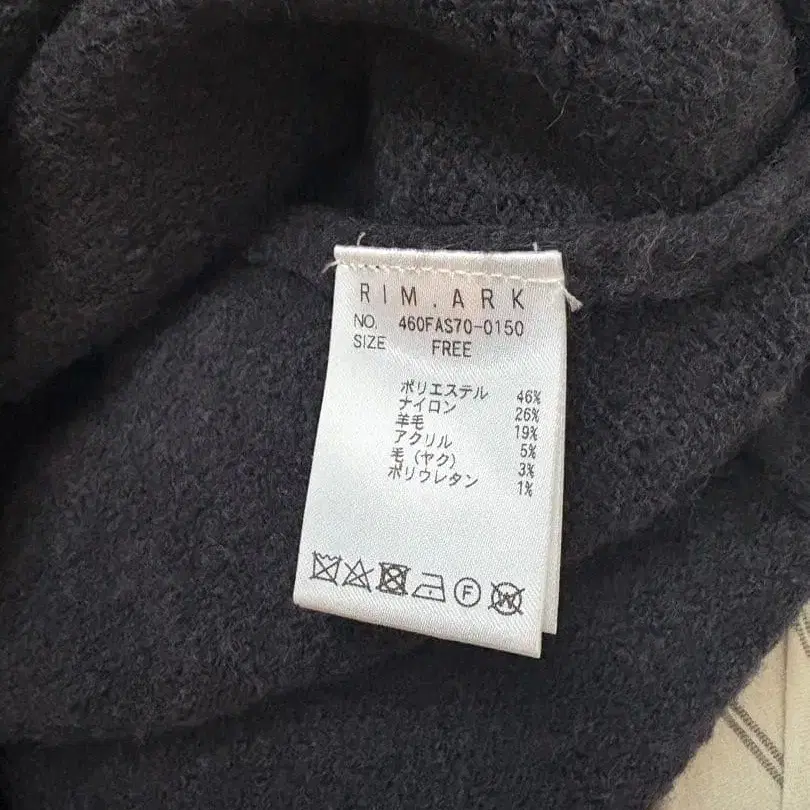 RIM.ARK
NO. 460FAS70-0150
SIZE FREE
ポリエステル 46%
ナイロン 26%
羊毛 19%
アクリル 5%
毛(ヤク) 3%
ポリウレタン 1%
F W